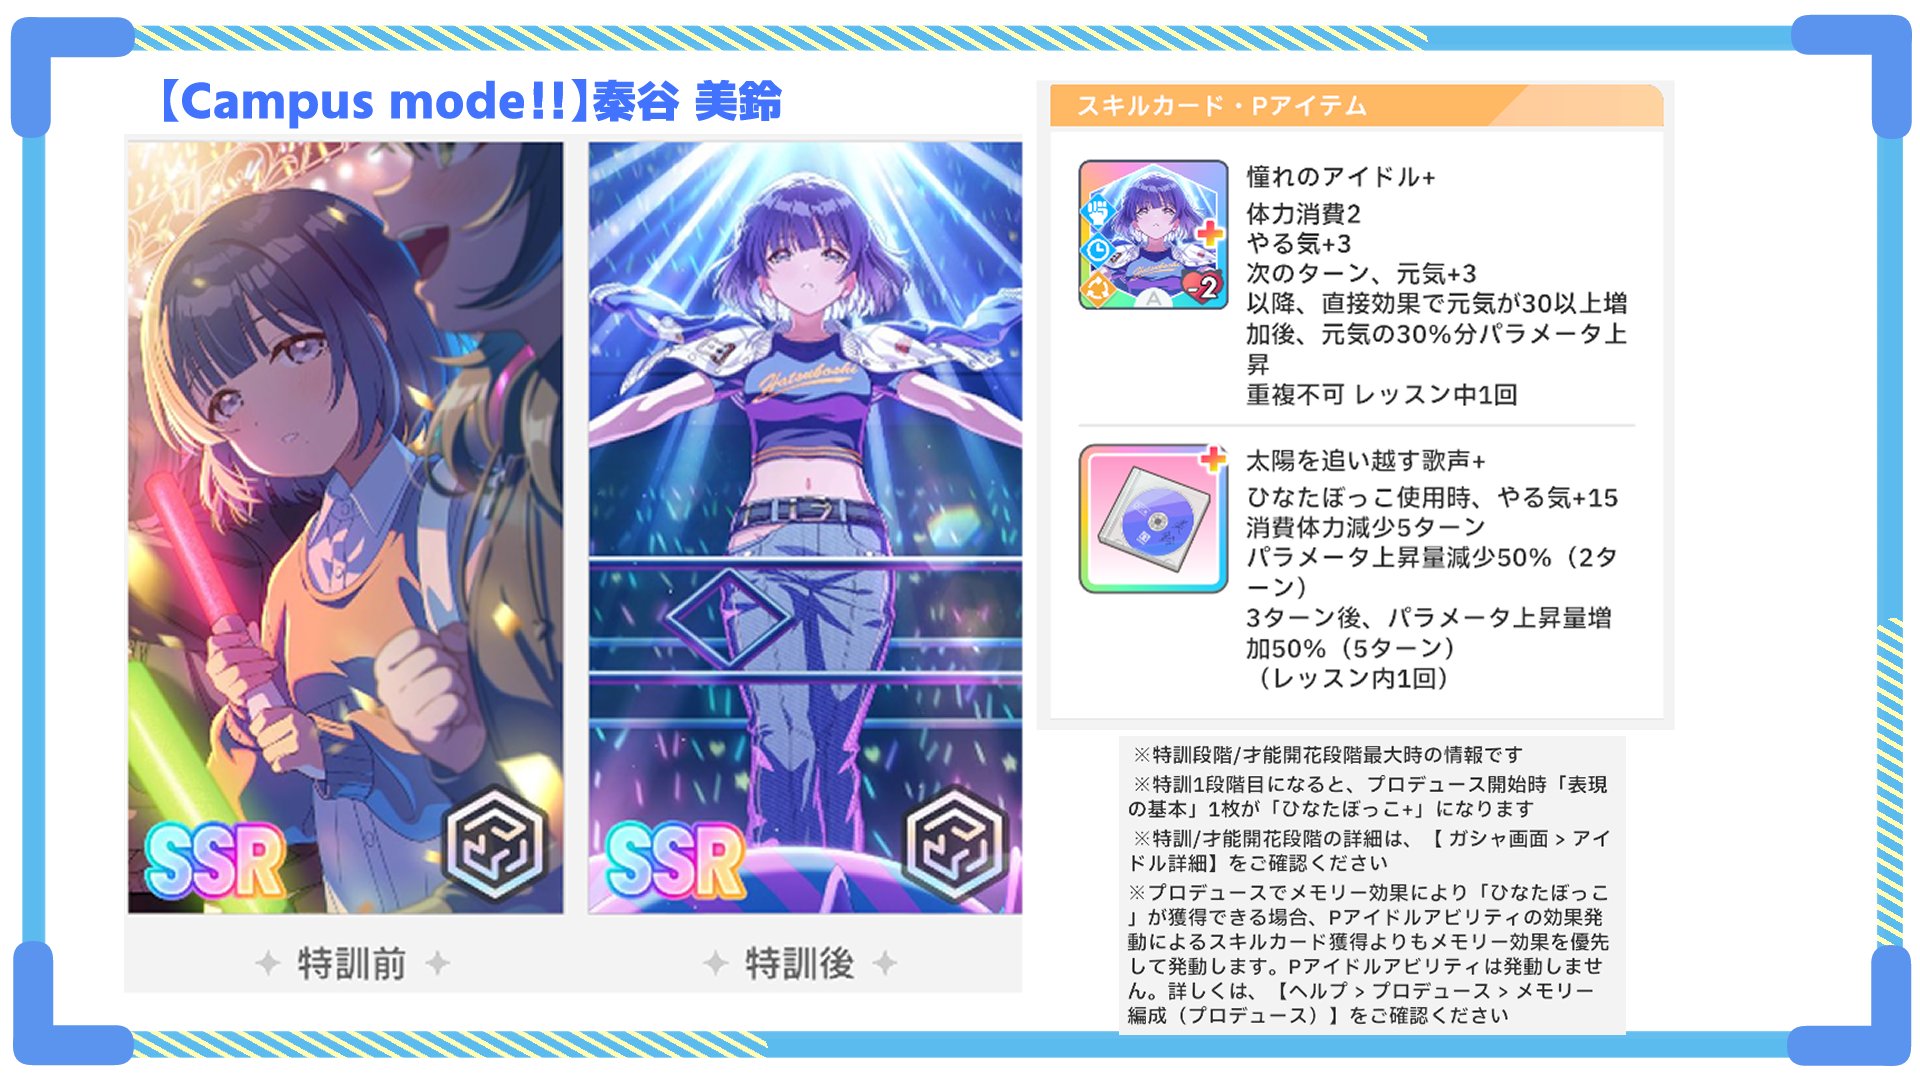 【Campus mode!!】秦谷 美鈴
SSR
特訓前
Hatsuboshi
SSR
特訓後
スキルカード・Pアイテム
A
-2
憧れのアイドル+
体力消費2
やる気+3
次のターン、元気+3
以降、直接効果で元気が30以上増
加後、元気の30%分パラメータ上
昇
重複不可 レッスン中1回
太陽を追い越す歌声+
ひなたぼっこ使用時、やる気+15
消費体力減少5ターン
パラメータ上昇量減少50%（2タ
ーン）
3ターン後、パラメータ上昇量増
加50%（5ターン）
（レッスン内1回）
※特訓段階/才能開花段階最大時の情報です
※特訓1段階目になると、プロデュース開始時「表現
の基本」1枚が「ひなたぼっこ+」になります
※特訓/才能開花段階の詳細は、【 ガシャ画面 > アイ
ドル詳細】をご確認ください
※プロデュースでメモリー効果により「ひなたぼっこ
」が獲得できる場合、Pアイドルアビリティの効果発
動によるスキルカード獲得よりもメモリー効果を優先
して発動します。Pアイドルアビリティは発動しませ
ん。詳しくは、【ヘルプ > プロデュース > メモリー
編成（プロデュース）】をご確認ください